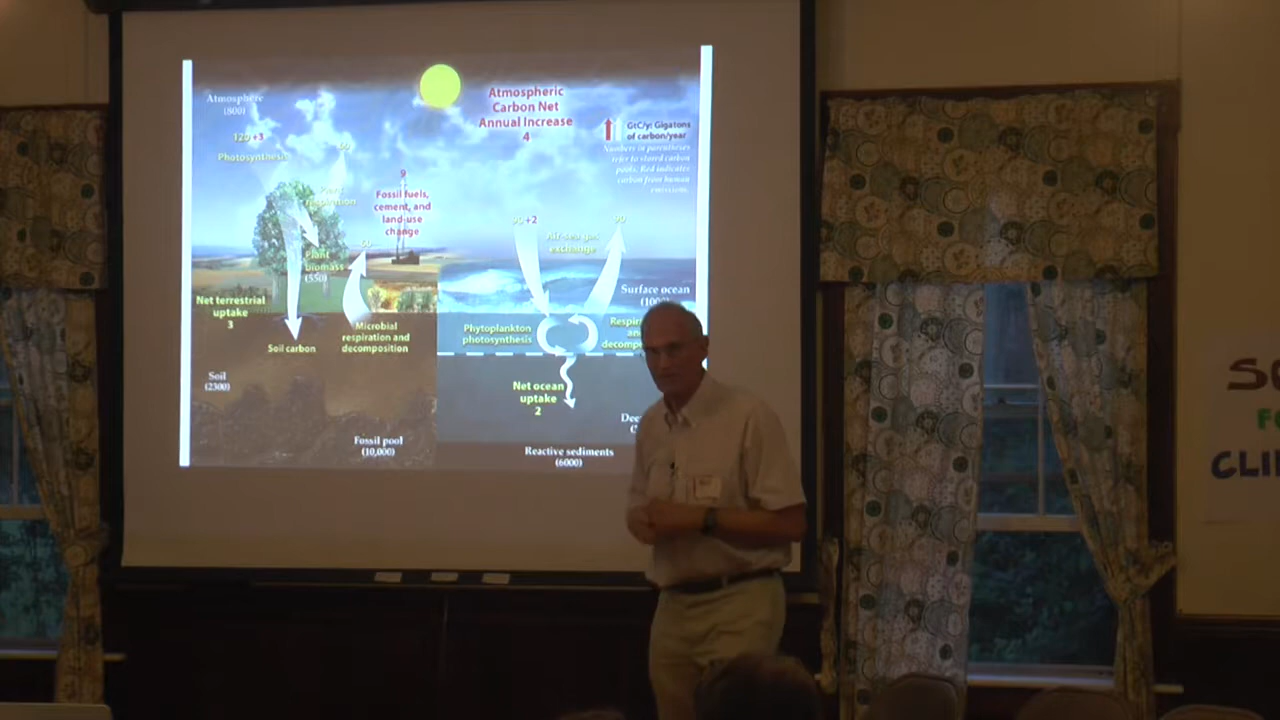 Atmosphere
(800)
120 +3
Photosynthesis
60
Plant
respiration
9
Fossil fuels,
cement, and
land-use
change
Atmospheric
Carbon Net
Annual Increase
4
GtC/y: Gigatons
of carbon/year
Numbers in parentheses
refer to stored carbon
pools. Red indicates
carbon from human
emissions.
Plant
biomass
(550)
60
90 +2
Air-sea gas
exchange
90
Net terrestrial
uptake
3
Soil carbon
Microbial
respiration and
decomposition
Surface ocean
Phytoplankton
photosynthesis
Net ocean
uptake
2
Soil
(2300)
Fossil pool
(10,000)
Reactive sediments
(6000)